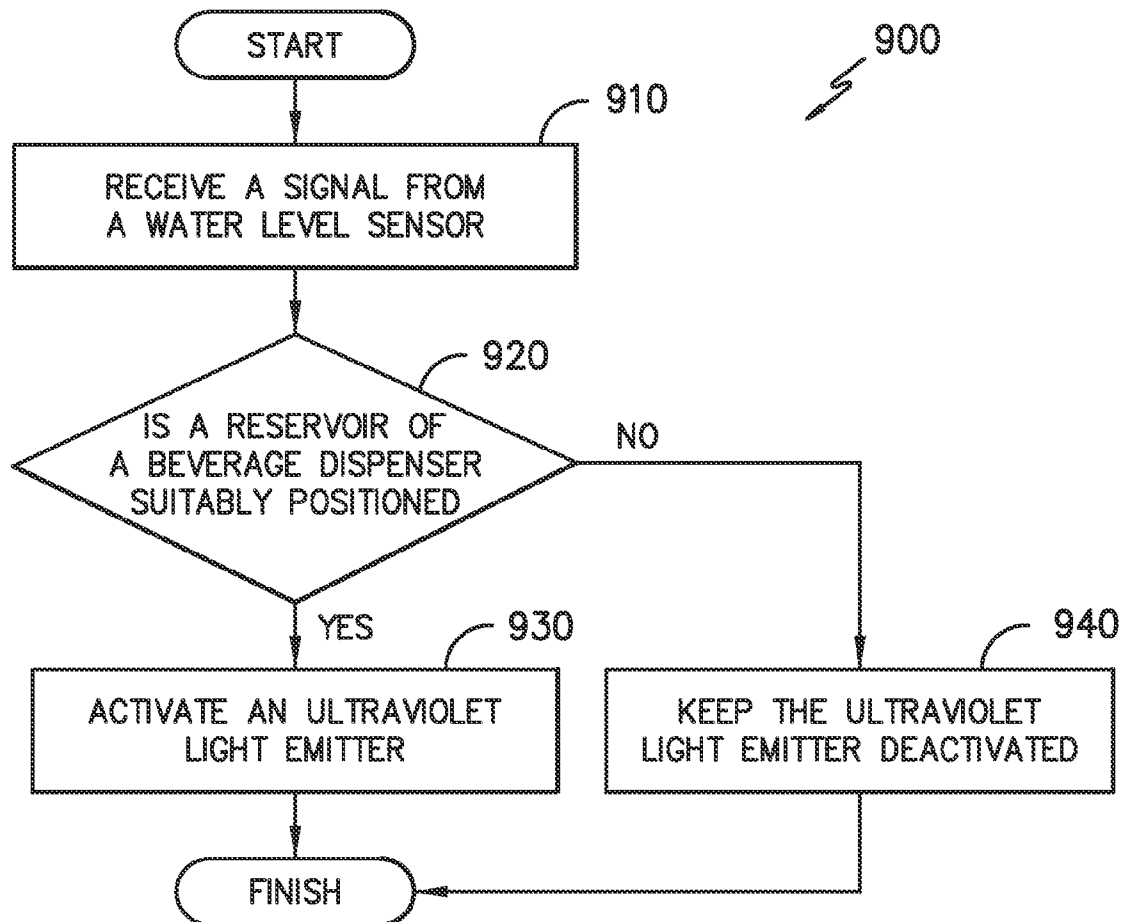 START
900
910
RECEIVE A SIGNAL FROM
A WATER LEVEL SENSOR
920
IS A RESERVOIR OF
A BEVERAGE DISPENSER
SUITABLY POSITIONED
NO
YES
930
ACTIVATE AN ULTRAVIOLET
LIGHT EMITTER
940
KEEP THE ULTRAVIOLET
LIGHT EMITTER DEACTIVATED
FINISH